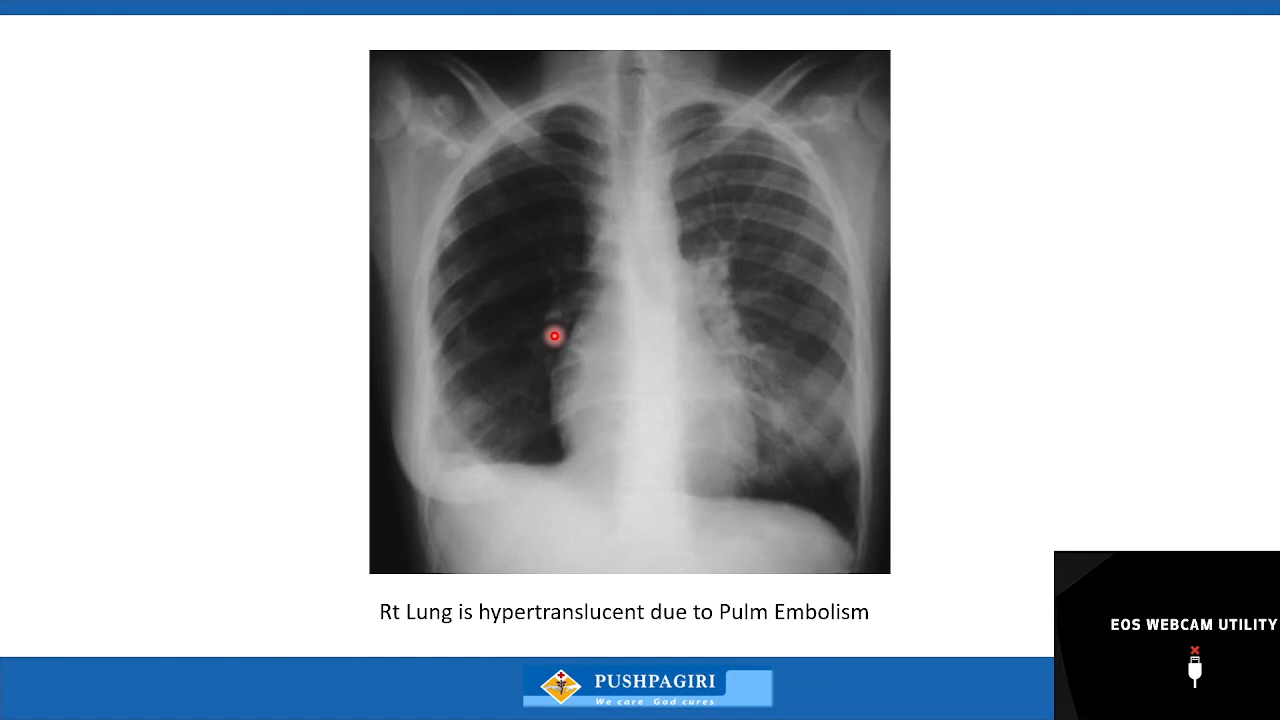 Rt Lung is hypertranslucent due to Pulm Embolism
EOS WEBCAM UTILITY
PUSHPAGIRI
We care God cures